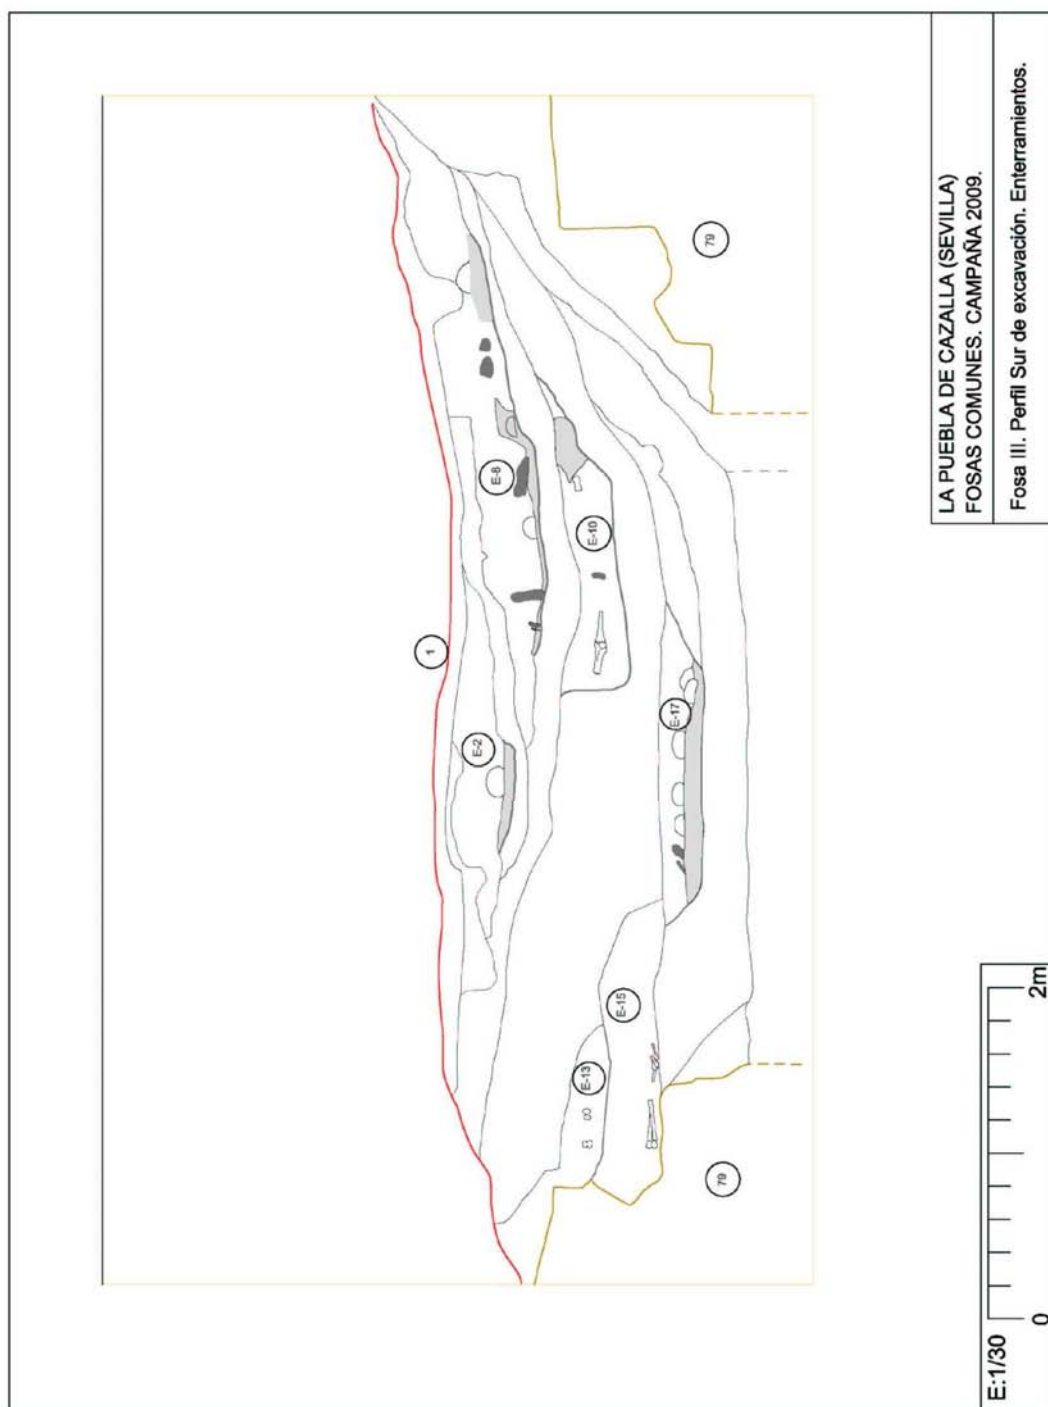 LA PUEBLA DE CAZALLA (SEVILLA)
FOSAS COMUNES. CAMPAÑA 2009.
Fosa III. Perfil Sur de excavación. Enterramientos.
1
E-2
E-8
E-10
E-13
E-15
E-17
79
79
E:1/30
0
2m